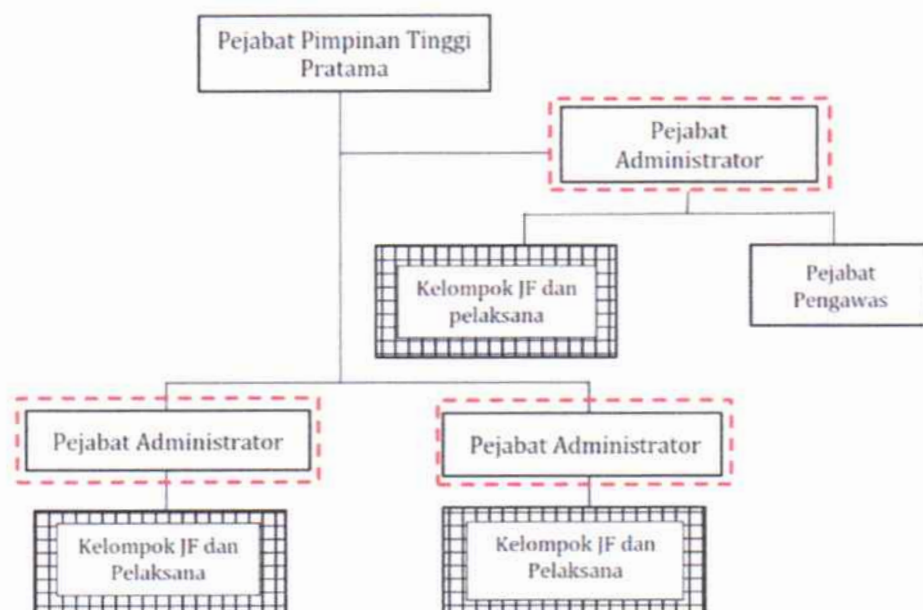 Pejabat Pimpinan Tinggi
Pratama
Pejabat
Administrator
Kelompok JF dan
pelaksana
Pejabat
Pengawas
Pejabat Administrator
Pejabat Administrator
Kelompok JF dan
Pelaksana
Kelompok JF dan
Pelaksana